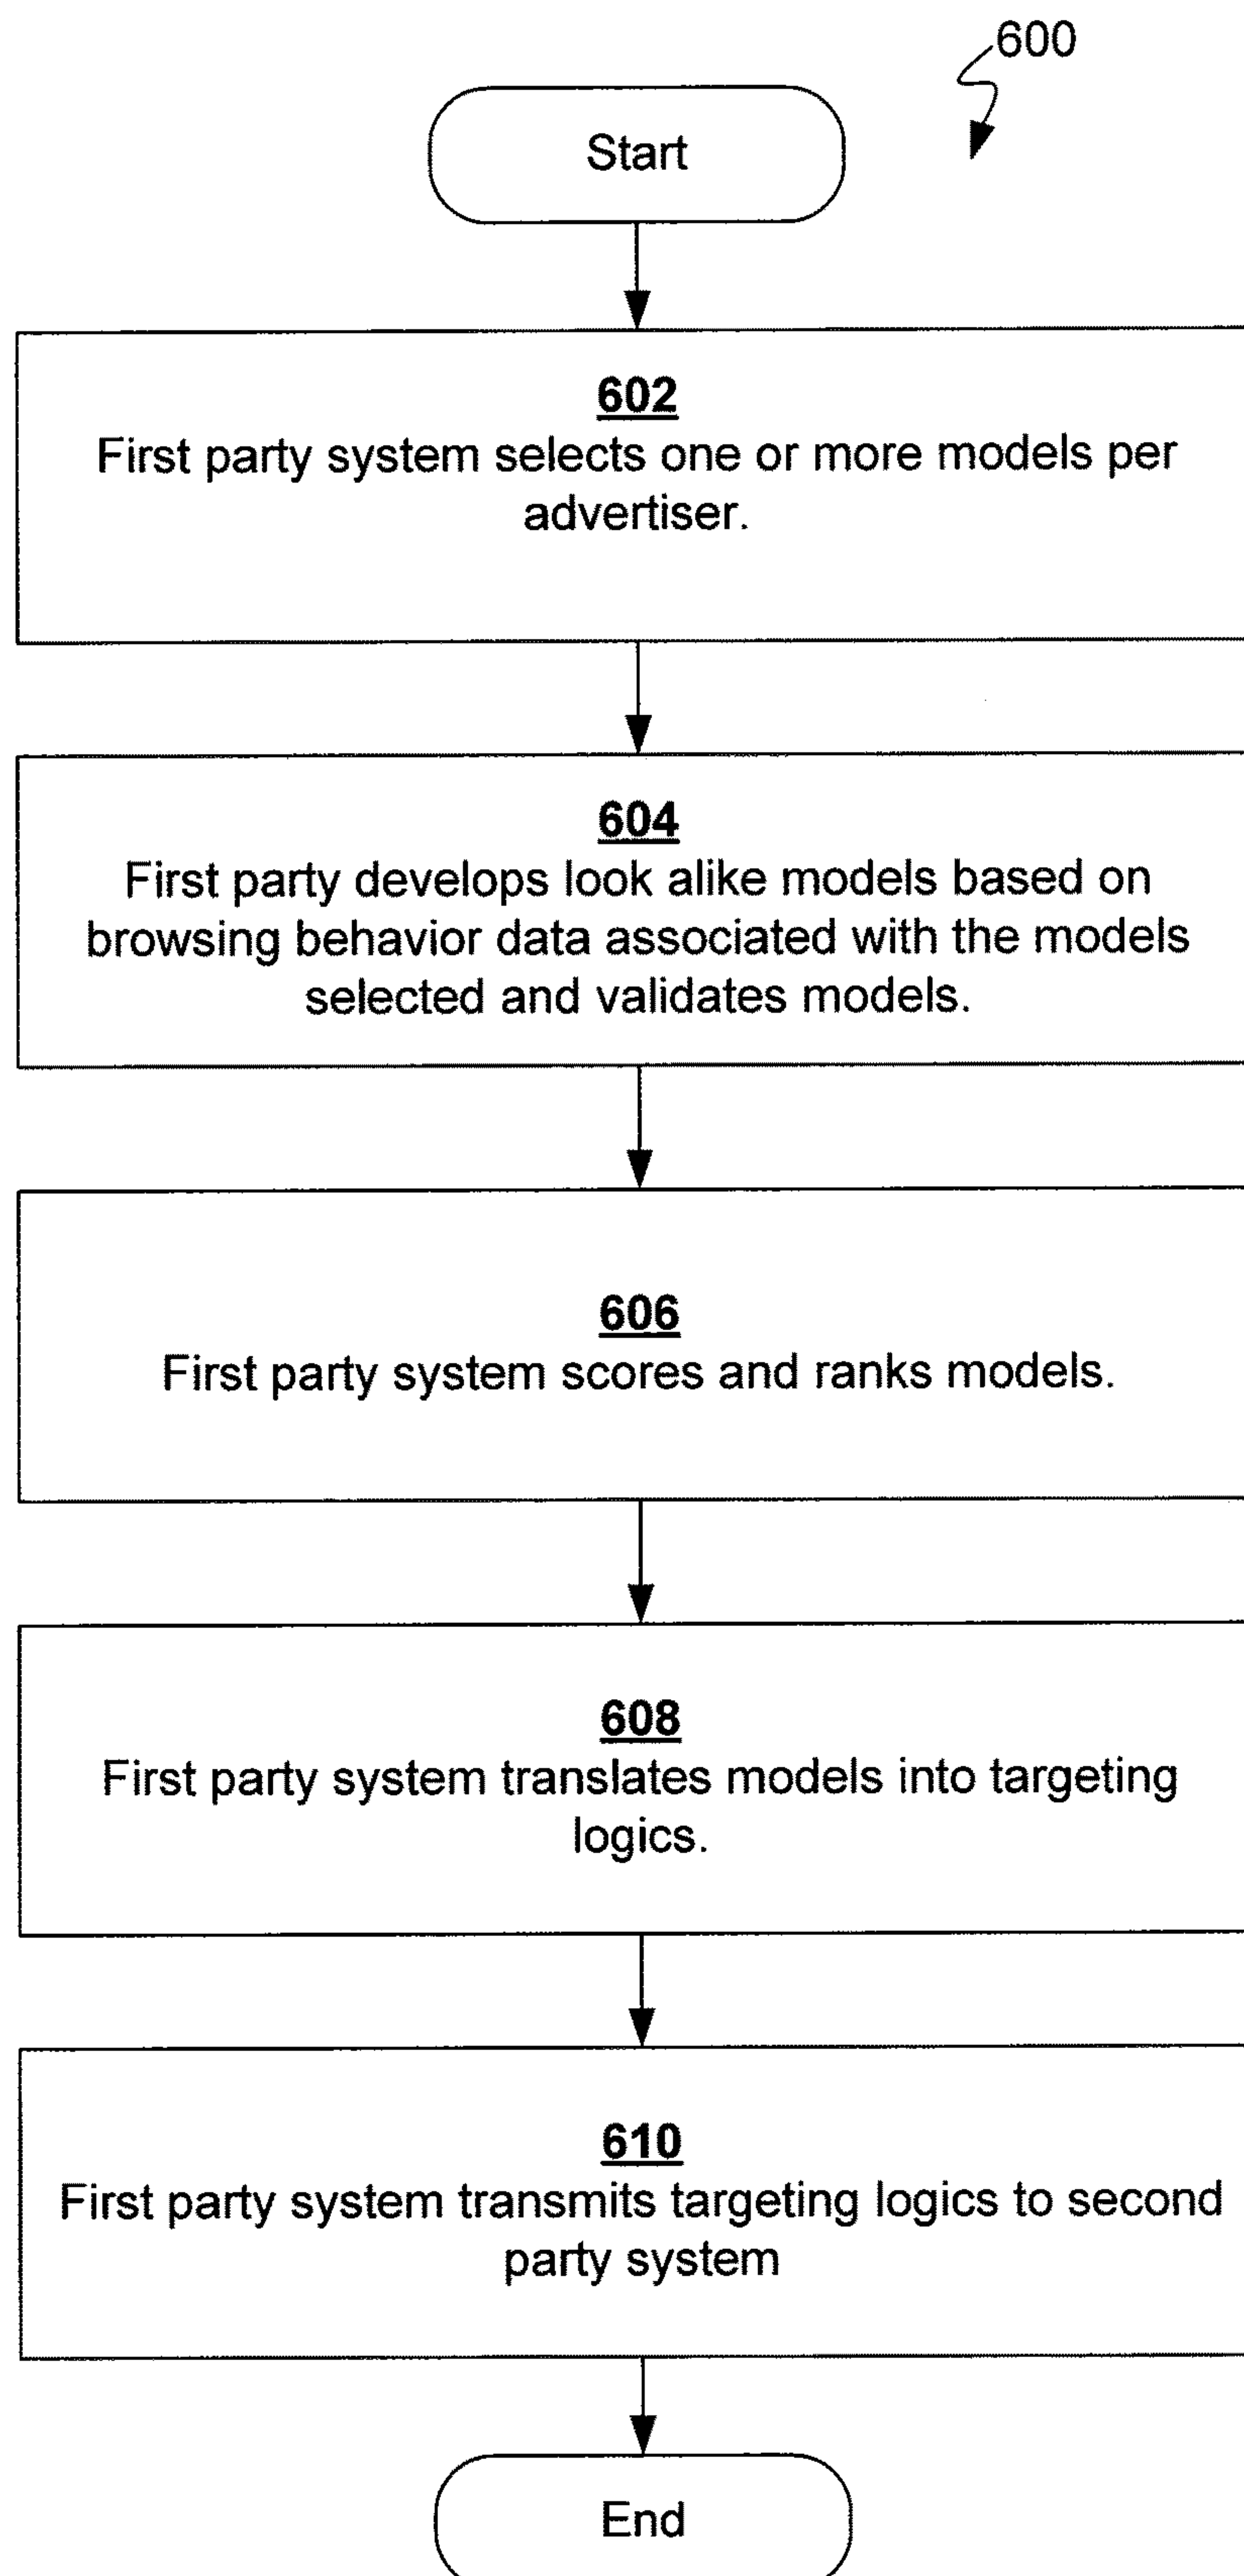 600
Start
602
First party system selects one or more models per
advertiser.
604
First party develops look alike models based on
browsing behavior data associated with the models
selected and validates models.
606
First party system scores and ranks models.
608
First party system translates models into targeting
logics.
610
First party system transmits targeting logics to second
party system
End